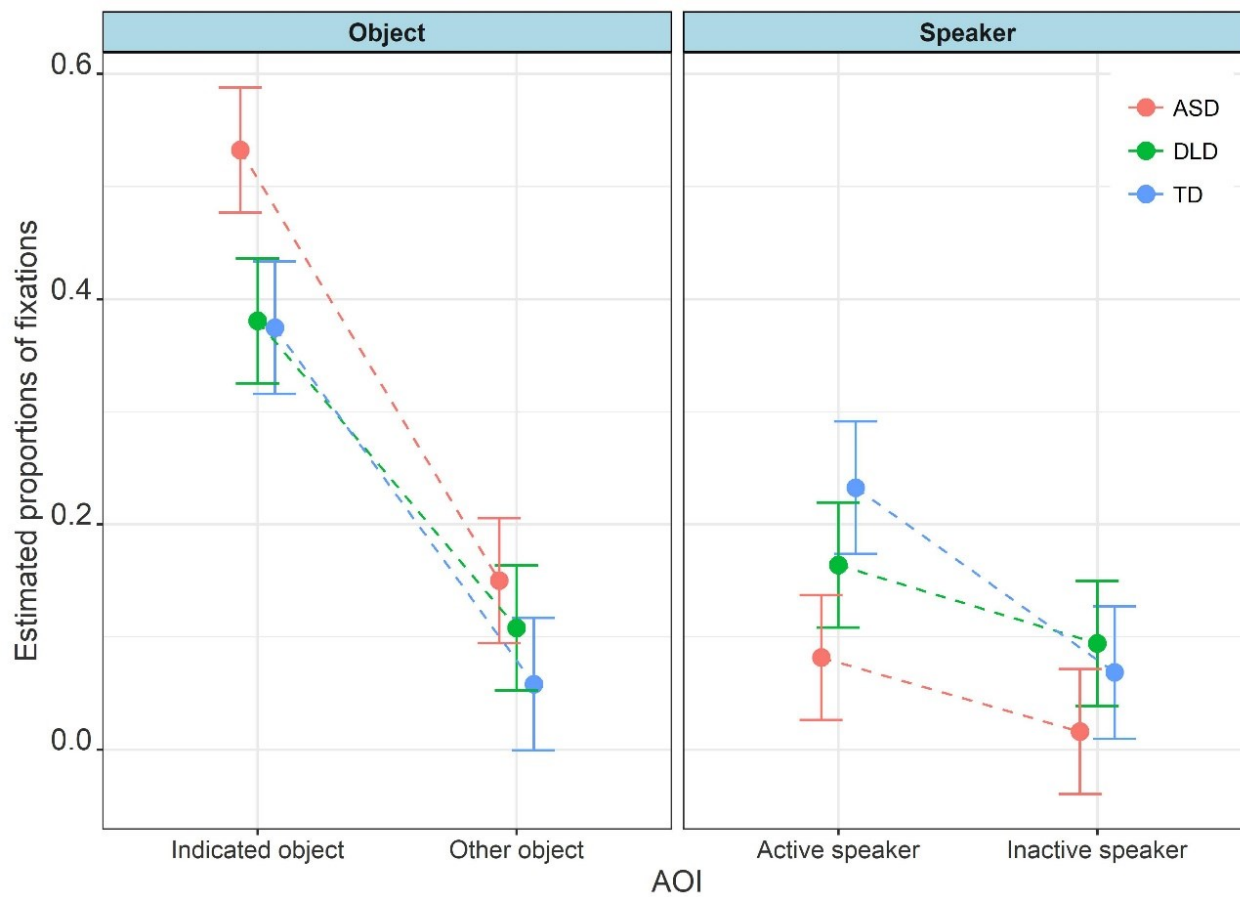 Object
Speaker
0.6
0.4
0.2
0.0
Estimated proportions of fixations
ASD
DLD
TD
Indicated object
Other object
Active speaker
Inactive speaker
AOI